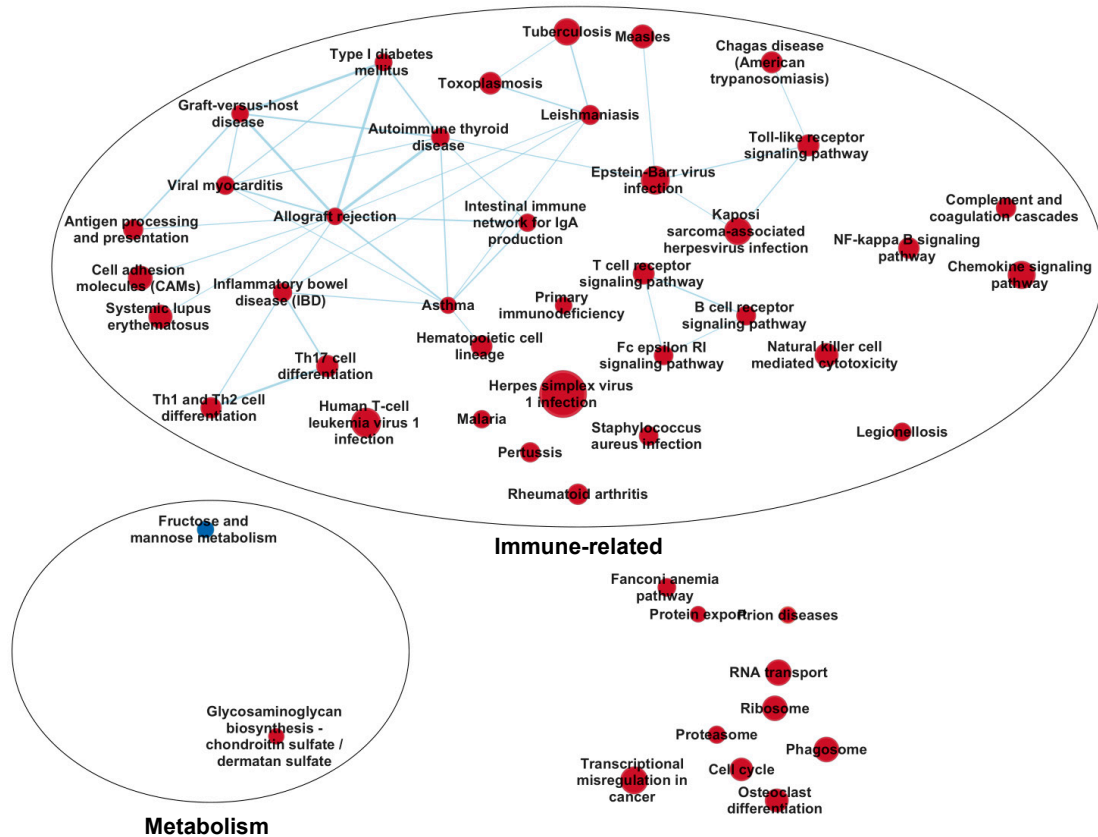 Tuberculosis
Measles
Chagas disease
(American
trypanosomiasis)
Type I diabetes
mellitus
Toxoplasmosis
Graft-versus-host
disease
Leishmaniasis
Autoimmune thyroid
disease
Toll-like receptor
signaling pathway
Viral myocarditis
Epstein-Barr virus
infection
Antigen processing
and presentation
Allograft rejection
Intestinal immune
network for IgA
production
Kaposi
sarcoma-associated
herpesvirus infection
Complement and
coagulation cascades
NF-kappa B signaling
pathway
Chemokine signaling
pathway
Cell adhesion
molecules (CAMs)
Inflammatory bowel
disease (IBD)
T cell receptor
signaling pathway
Systemic lupus
erythematosus
Asthma
Primary
immunodeficiency
B cell receptor
signaling pathway
Hematopoietic cell
lineage
Fc epsilon RI
signaling pathway
Natural killer cell
mediated cytotoxicity
Th17 cell
differentiation
Herpes simplex virus
1 infection
Th1 and Th2 cell
differentiation
Human T-cell
leukemia virus 1
infection
Malaria
Staphylococcus
aureus infection
Legionellosis
Pertussis
Rheumatoid arthritis
Immune-related
Fructose and
mannose metabolism
Glycosaminoglycan
biosynthesis -
chondroitin sulfate /
dermatan sulfate
Metabolism
Fanconi anemia
pathway
Protein export
Prion diseases
RNA transport
Ribosome
Proteasome
Phagosome
Transcriptional
misregulation in
cancer
Cell cycle
Osteoclast
differentiation